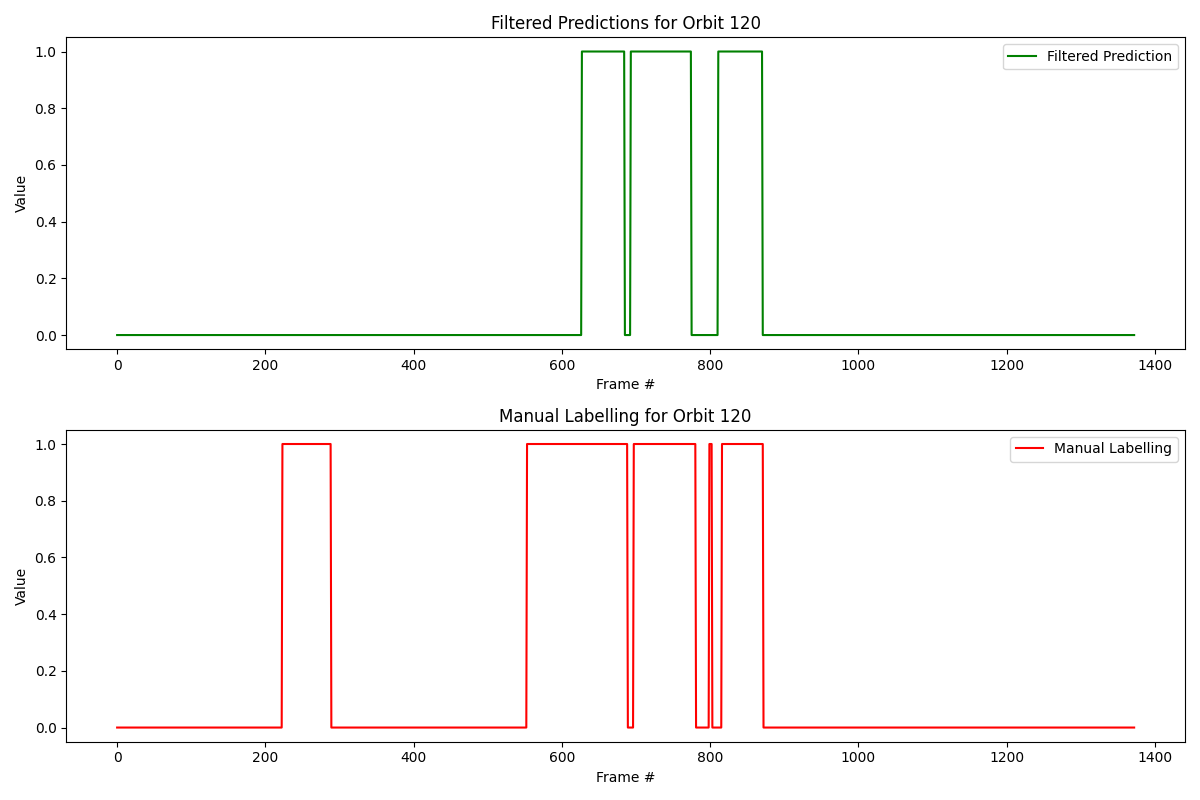 Filtered Predictions for Orbit 120
Filtered Prediction
1.0
0.8
0.6
0.4
0.2
0.0
Value
0 200 400 600 800 1000 1200 1400
Frame #
Manual Labelling for Orbit 120
Manual Labelling
1.0
0.8
0.6
0.4
0.2
0.0
Value
0 200 400 600 800 1000 1200 1400
Frame #